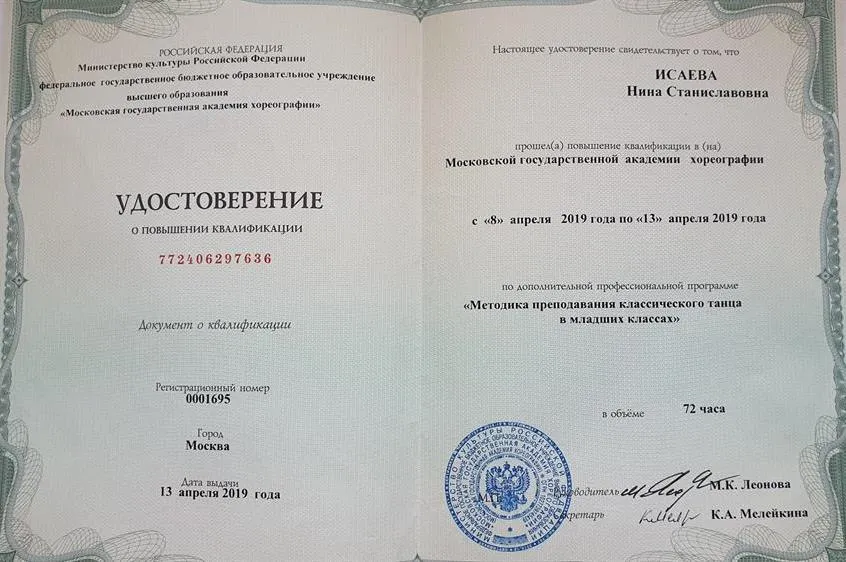 РОССИЙСКАЯ ФЕДЕРАЦИЯ
Министерство культуры Российской Федерации
федеральное государственное бюджетное образовательное учреждение
высшего образования
«Московская государственная академия хореографии»
УДОСТОВЕРЕНИЕ
О ПОВЫШЕНИИ КВАЛИФИКАЦИИ
772406297636
Документ о квалификации
Регистрационный номер
0001695
Город
Москва
Дата выдачи
13 апреля 2019 года
Настоящее удостоверение свидетельствует о том, что
ИСАЕВА
Нина Станиславовна
прошел(а) повышение квалификации в (на)
Московской государственной академии хореографии
с «8» апреля 2019 года по «13» апреля 2019 года
по дополнительной профессиональной программе
«Методика преподавания классического танца
в младших классах»
в объёме 72 часа
М.П. Руководитель М.К. Леонова
секретарь К.А. Мелейкина